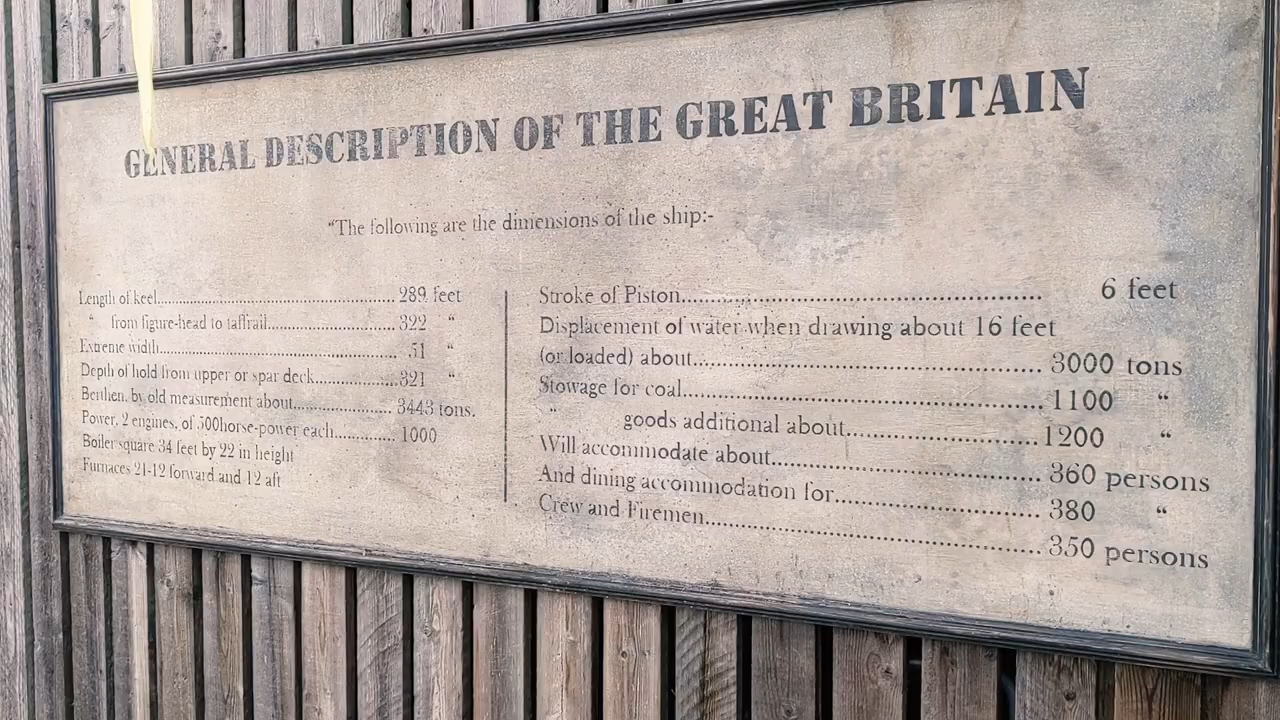 GENERAL DESCRIPTION OF THE GREAT BRITAIN
“The following are the dimensions of the ship:-
Length of keel........................................................289 feet
“ from figure-head to taffrail..............................322 “
Extreme width........................................................ 51 “
Depth of hold from upper or spar deck....................321 “
Berthen, by old measurement about........................ 3443 tons.
Power, 2 engines, of 500horse-power each.............. 1000
Boiler square 34 feet by 22 in height
Furnaces 21-12 forward and 12 aft
Stroke of Piston.................................................... 6 feet
Displacement of water when drawing about 16 feet
(or loaded) about.................................................. 3000 tons
Stowage for coal.................................................... 1100 “
“ goods additional about............................1200 “
Will accommodate about........................................ 360 persons
And dining accommodation for............................... 380 “
Crew and Firemen..................................................350 persons